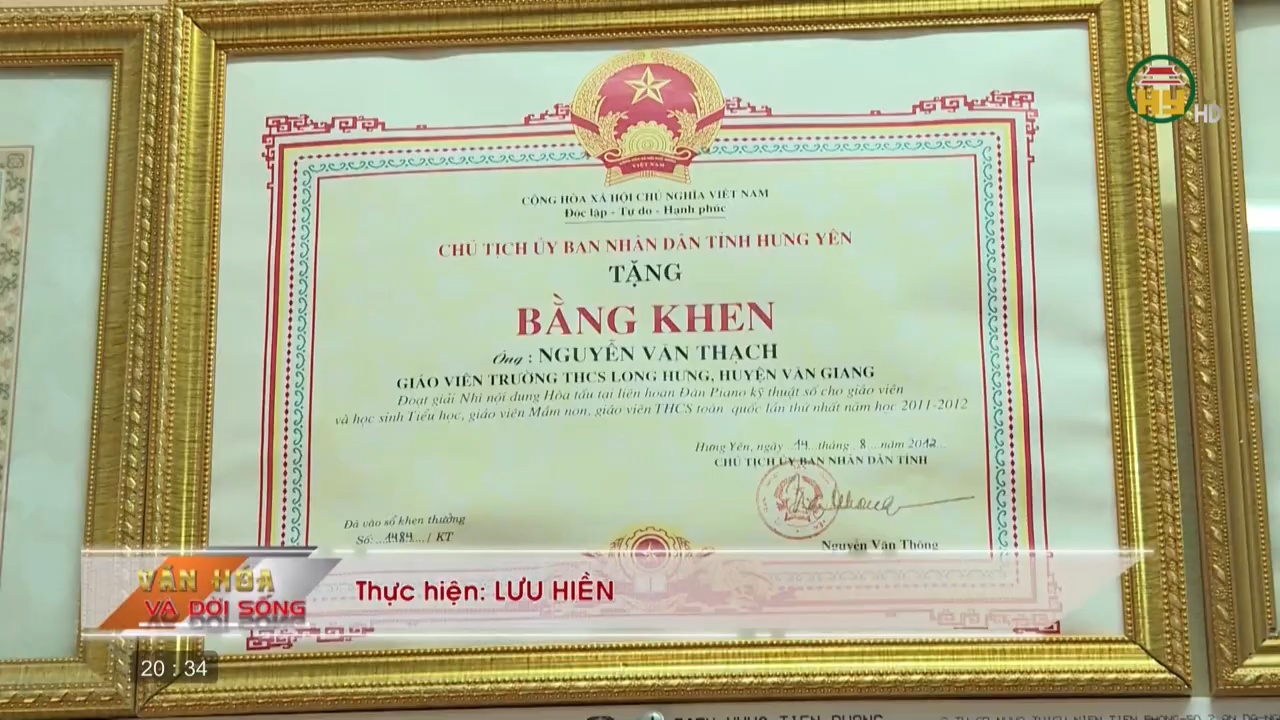 HY HD
VIỆT NAM
CỘNG HÒA XÃ HỘI CHỦ NGHĨA VIỆT NAM
Độc lập - Tự do - Hạnh phúc
CHỦ TỊCH ỦY BAN NHÂN DÂN TỈNH HƯNG YÊN
TẶNG
BẰNG KHEN
Ông : NGUYỄN VĂN THẠCH
GIÁO VIÊN TRƯỜNG THCS LONG HƯNG, HUYỆN VĂN GIANG
Đoạt giải Nhì nội dung Hòa tấu tại liên hoan Đàn Piano kỹ thuật số cho giáo viên
và học sinh Tiểu học, giáo viên Mầm non, giáo viên THCS toàn quốc lần thứ nhất năm học 2011-2012
Hưng Yên, ngày 14 tháng 8 năm 2012
CHỦ TỊCH ỦY BAN NHÂN DÂN TỈNH
Đã vào sổ khen thưởng
Số: 1484 / KT
Nguyễn Văn Thông
VĂN HÓA
VÀ ĐỜI SỐNG
Thực hiện: LƯU HIỀN
20:34